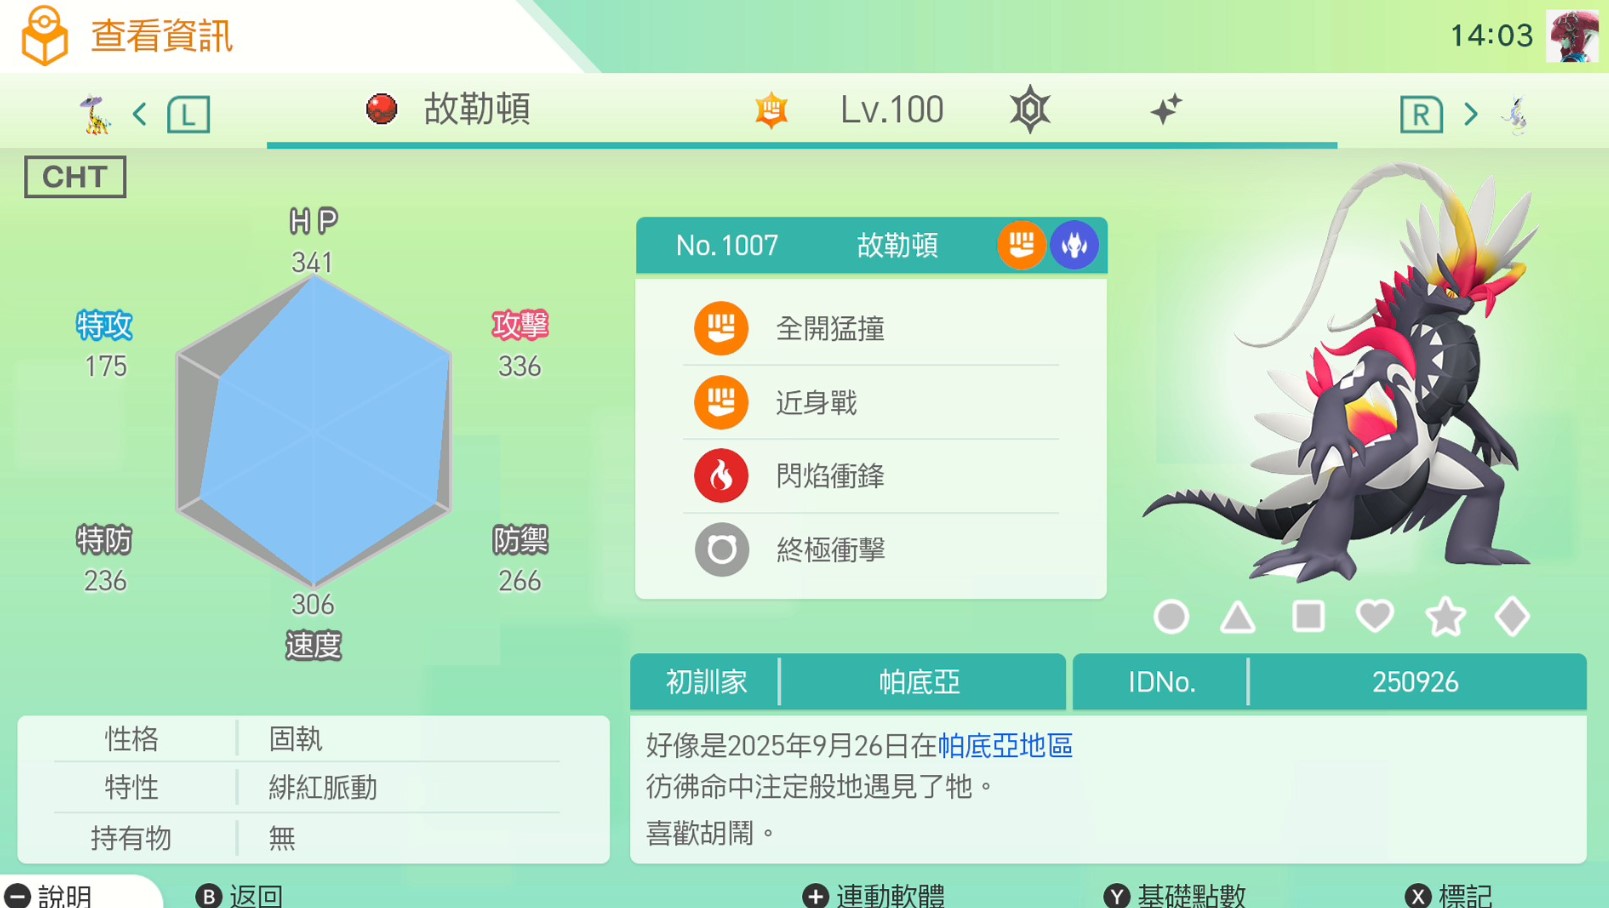 查看資訊
14:03
L
故勒頓
Lv.100
R
CHT
HP
341
特攻
175
攻擊
336
特防
236
防禦
266
306
速度
No.1007 故勒頓
全開猛撞
近身戰
閃焰衝鋒
終極衝擊
初訓家 帕底亞 IDNo. 250926
性格 固執
特性 緋紅脈動
持有物 無
好像是2025年9月26日在帕底亞地區
彷彿命中注定般地遇見了牠。
喜歡胡鬧。
說明 B 返回 連動軟體 Y 基礎點數 X 標記